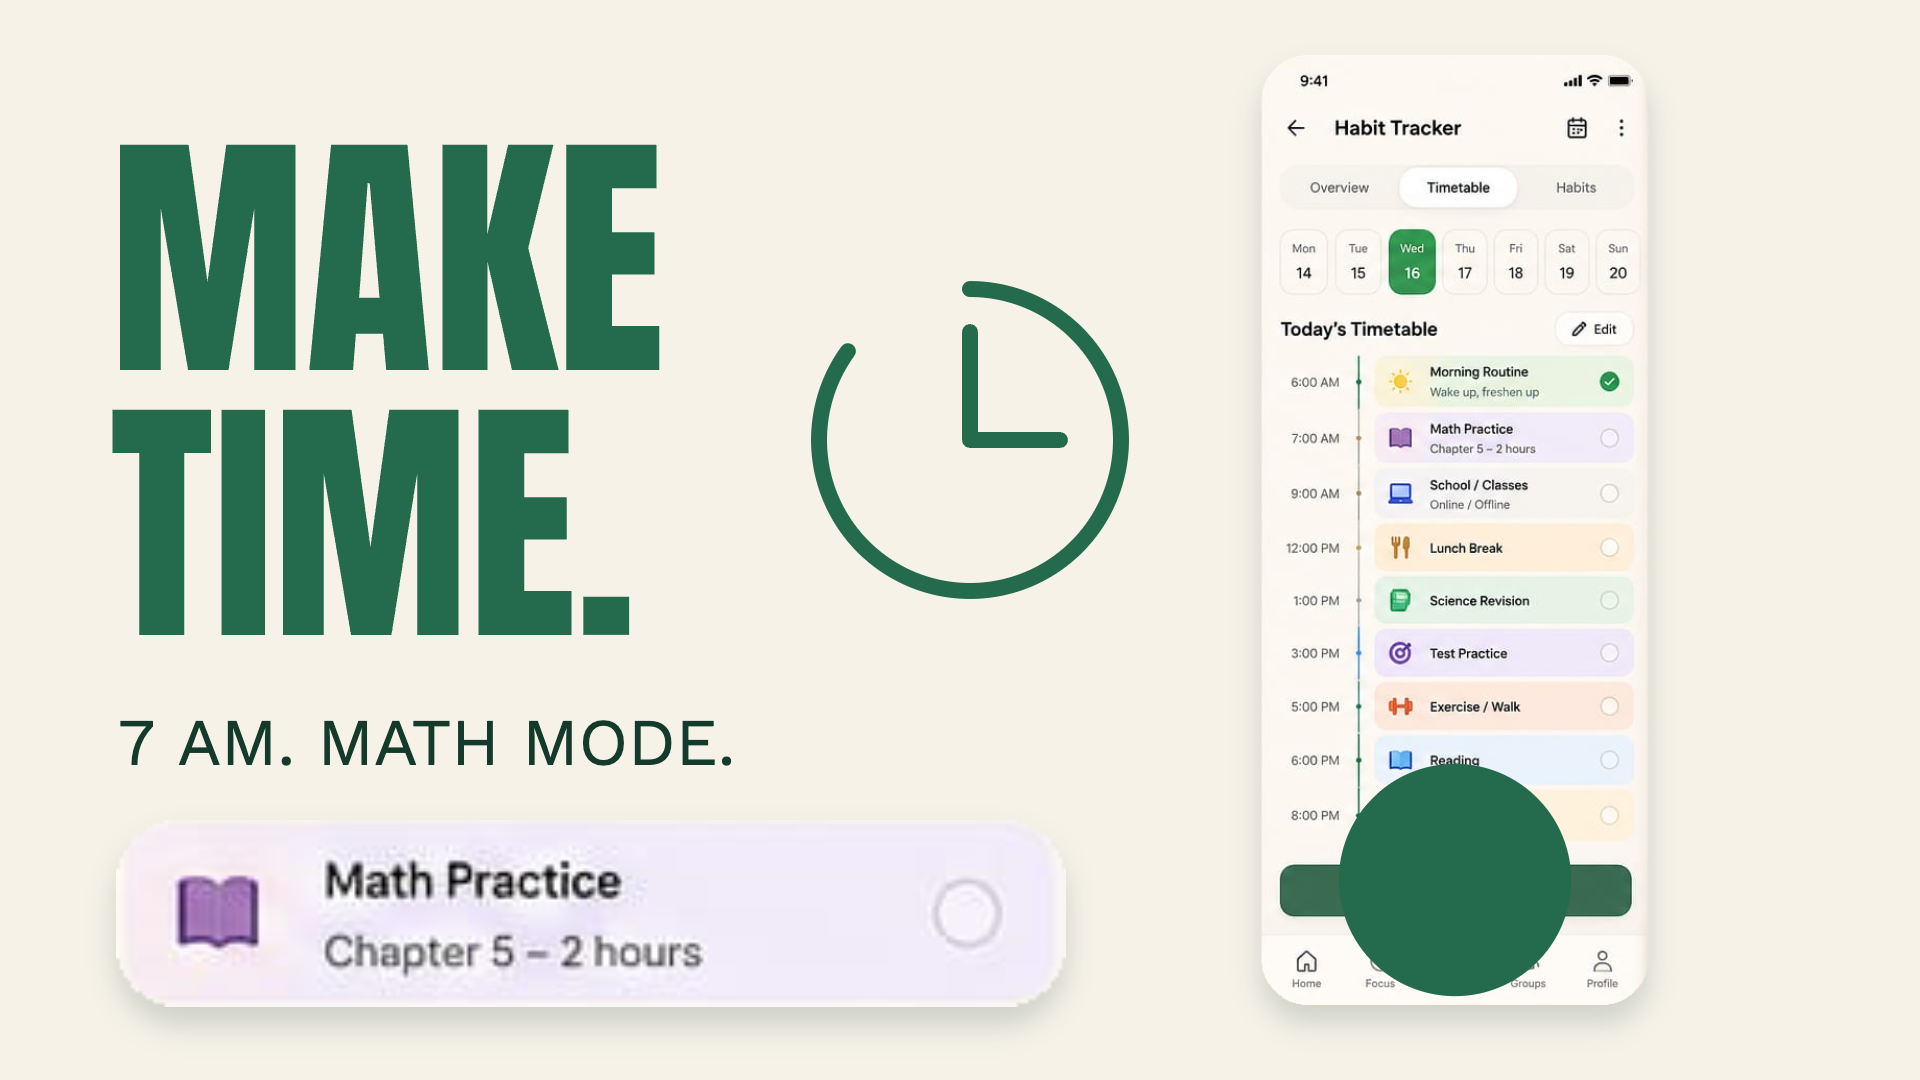 MAKE
TIME.
7 AM. MATH MODE.
Math Practice
Chapter 5 – 2 hours
9:41
Habit Tracker
Overview Timetable Habits
Mon Tue Wed Thu Fri Sat Sun
14 15 16 17 18 19 20
Today's Timetable Edit
6:00 AM Morning Routine
Wake up, freshen up
7:00 AM Math Practice
Chapter 5 – 2 hours
9:00 AM School / Classes
Online / Offline
12:00 PM Lunch Break
1:00 PM Science Revision
3:00 PM Test Practice
5:00 PM Exercise / Walk
6:00 PM Reading
8:00 PM
Home Focus Groups Profile